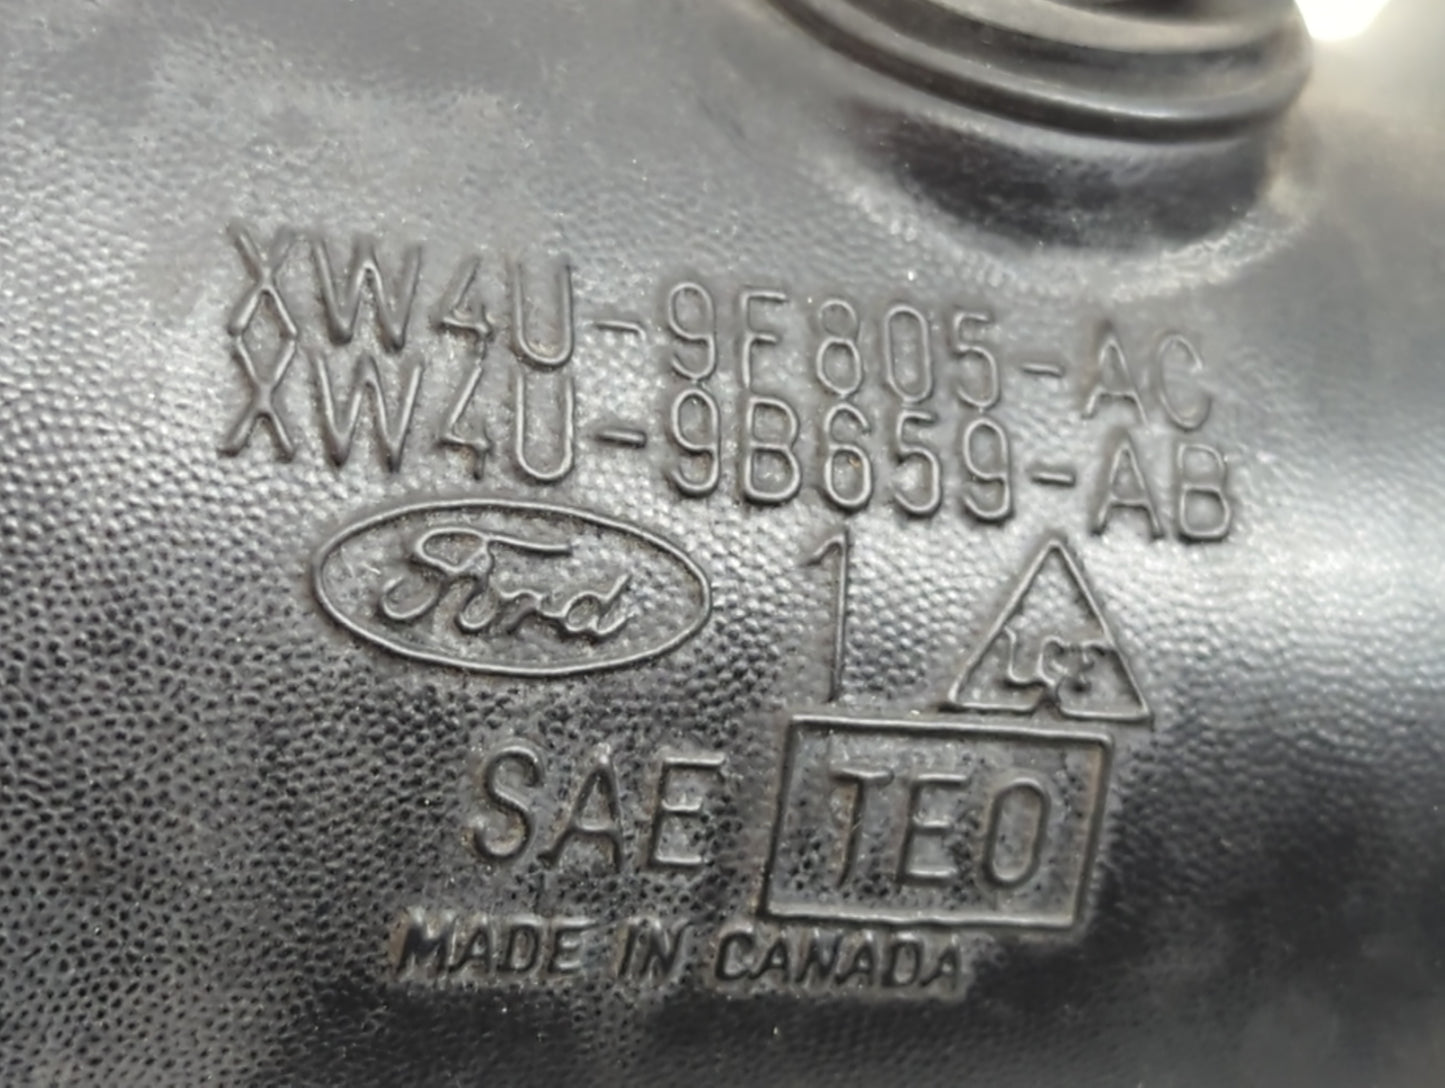 XW4U-9F805-AC
XW4U-9B659-AB
Ford 1
SAE TEO
MADE IN CANADA